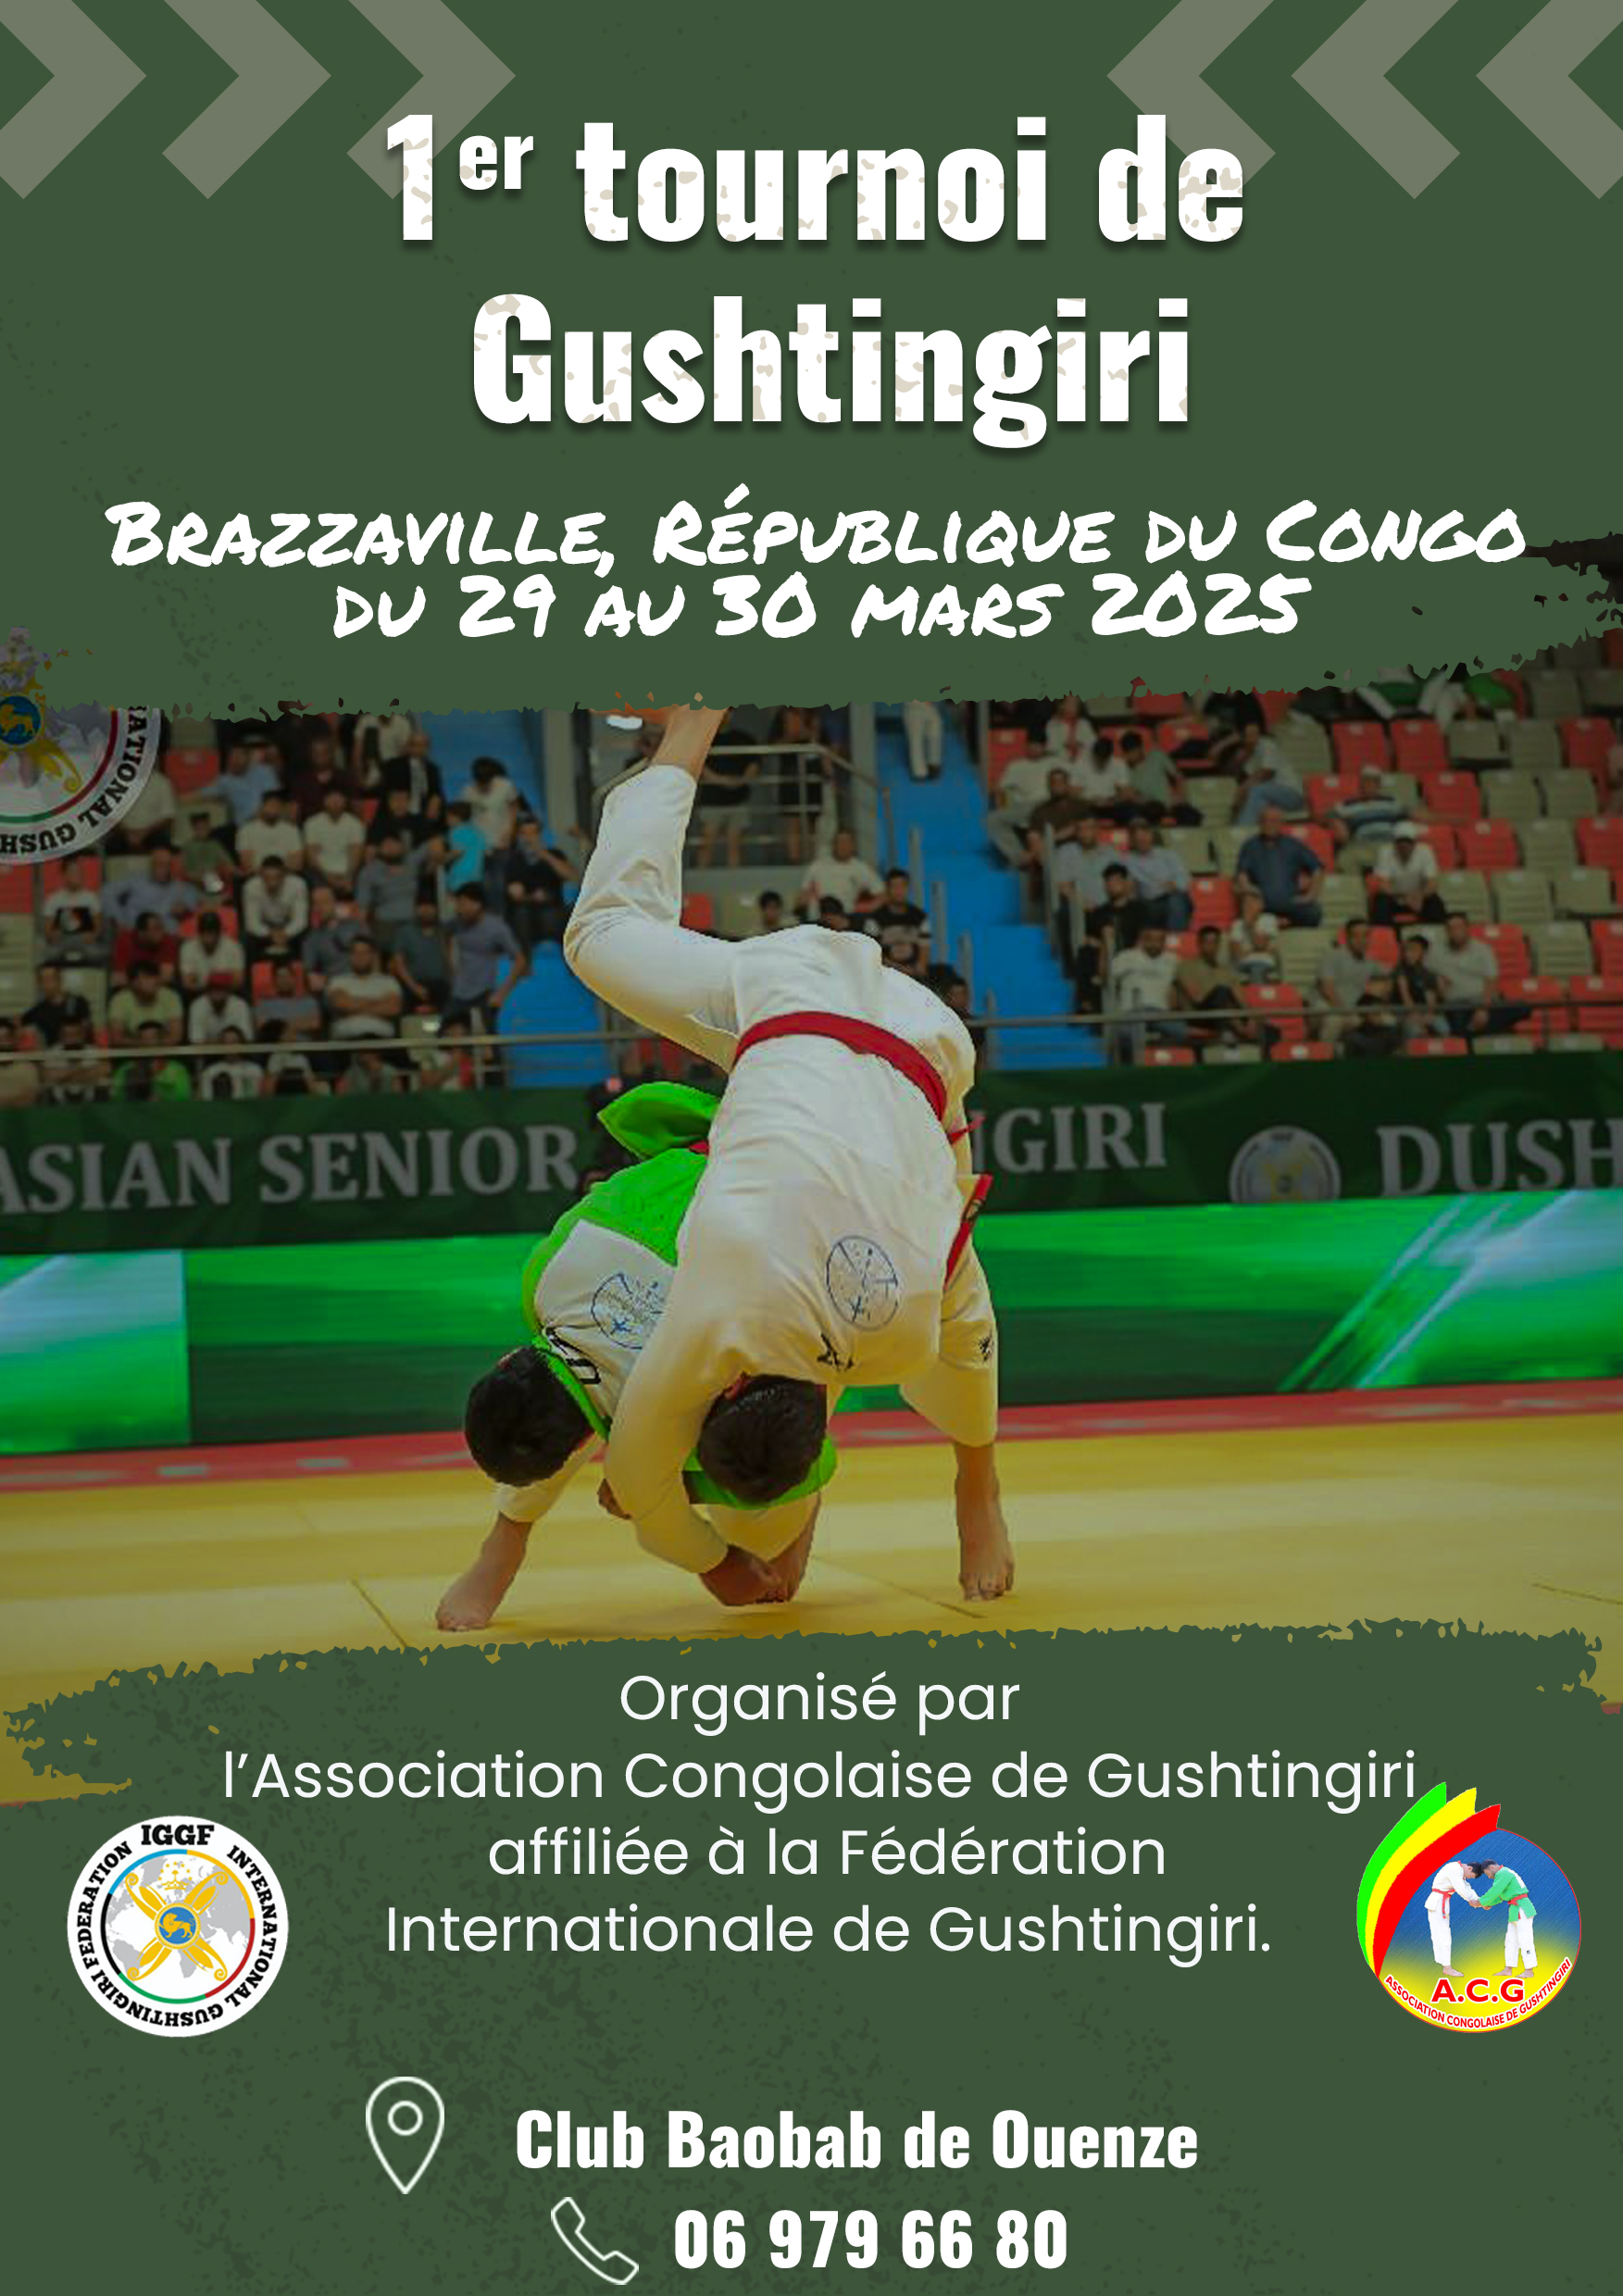 1er tournoi de
Gushtingiri
Brazzaville, République du Congo
du 29 au 30 mars 2025
ATIONAL GUSH
ASIAN SENIOR
GIRI
DUSH
Organisé par
l'Association Congolaise de Gushtingiri
affiliée à la Fédération
Internationale de Gushtingiri.
IGGF
INTERNATIONAL GUSHTINGIRI FEDERATION
A.C.G
ASSOCIATION CONGOLAISE DE GUSHTINGIRI
Club Baobab de Ouenze
06 979 66 80